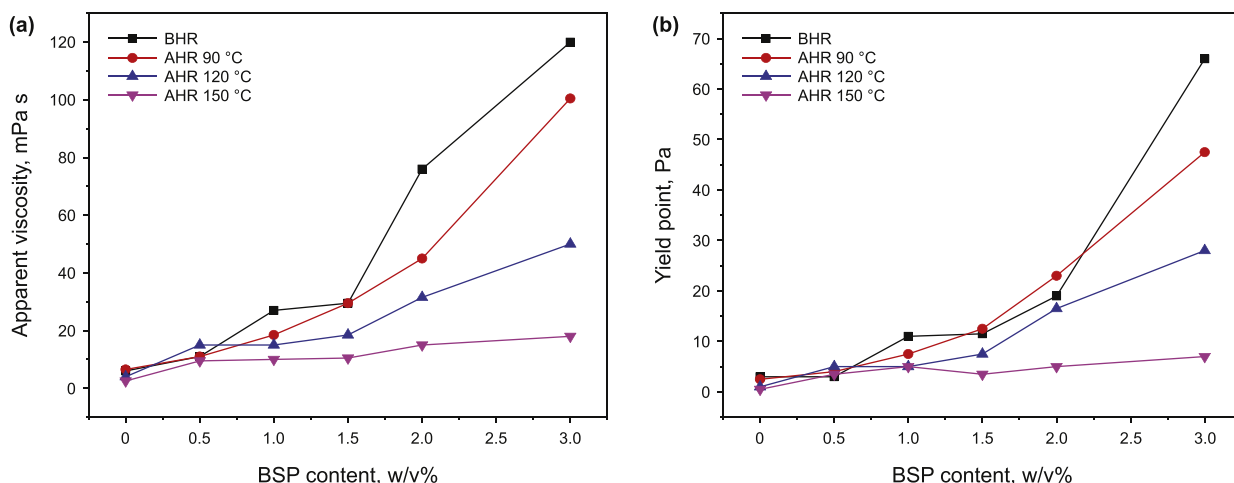 (a)
BHR
AHR 90 °C
AHR 120 °C
AHR 150 °C
Apparent viscosity, mPa s
120
100
80
60
40
20
0
0 0.5 1.0 1.5 2.0 2.5 3.0
BSP content, w/v%
(b)
BHR
AHR 90 °C
AHR 120 °C
AHR 150 °C
Yield point, Pa
70
60
50
40
30
20
10
0
0 0.5 1.0 1.5 2.0 2.5 3.0
BSP content, w/v%